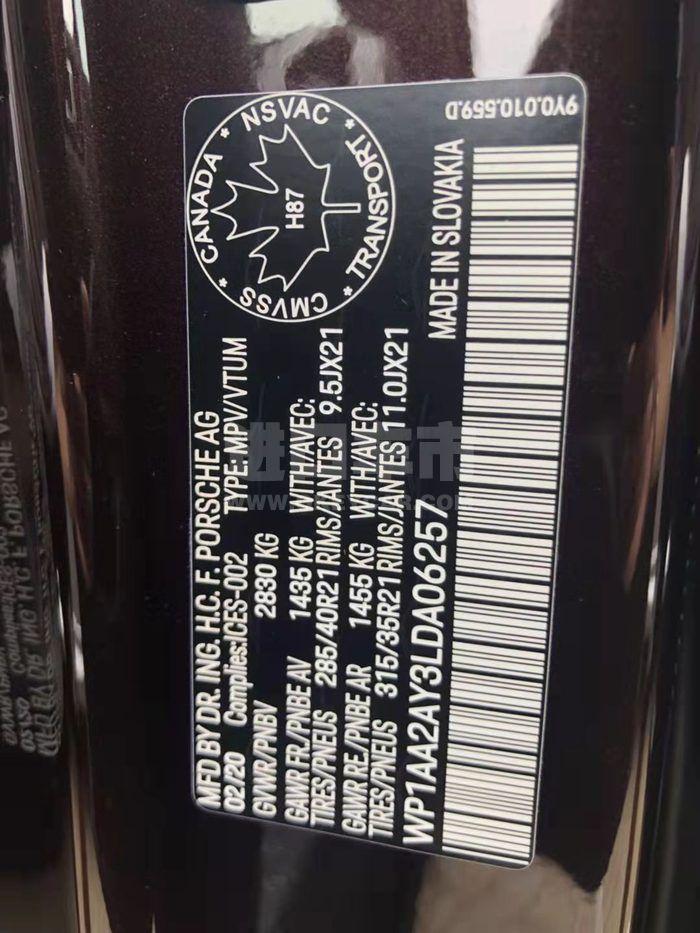 MFD BY DR. ING. H.C. F. PORSCHE AG
02/20 Complies:ICES-002 TYPE:MPV/VTUM
GVWR/PNBV 2830 KG
GAWR FR/PNBE AV 1435 KG WITH/AVEC:
TIRES/PNEUS 285/40R21 RIMS/JANTES 9.5JX21
GAWR RE/PNBE AR 1455 KG WITH/AVEC:
TIRES/PNEUS 315/35R21 RIMS/JANTES 11.0JX21
WP1AA2AY3LDA06257 MADE IN SLOVAKIA
CANADA * NSVAC * TRANSPORT * CMVSS *
H87
9Y0.010.559.D